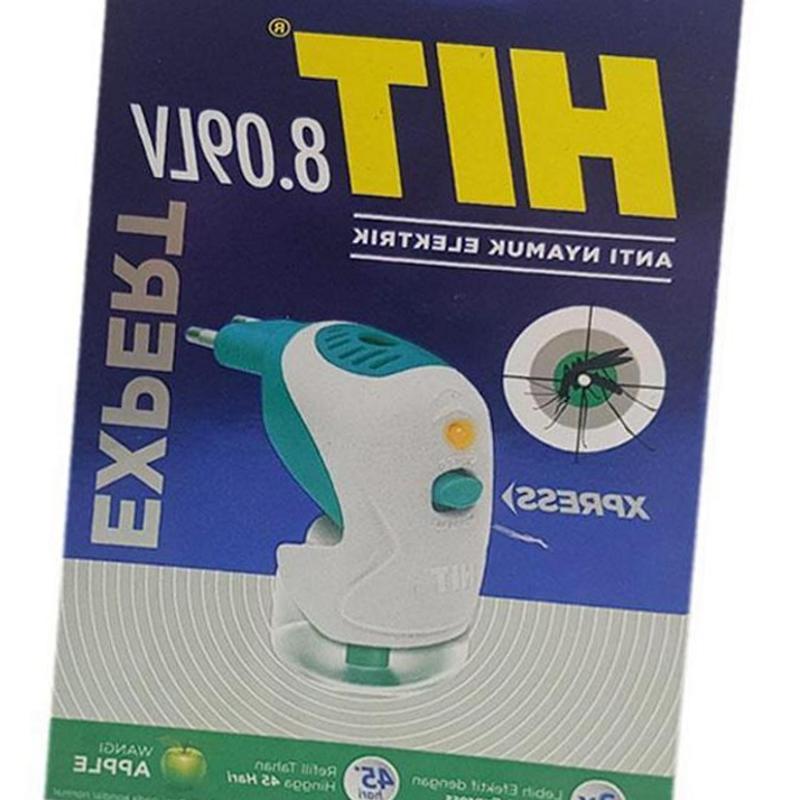 HIT®
8.09LV
ANTI NYAMUK ELEKTRIK
EXPERT
XPRESS
HIT
Lebih Efektif dengan
45*
hari
Refill Tahan
Hingga 45 Hari
WANGI
APPLE